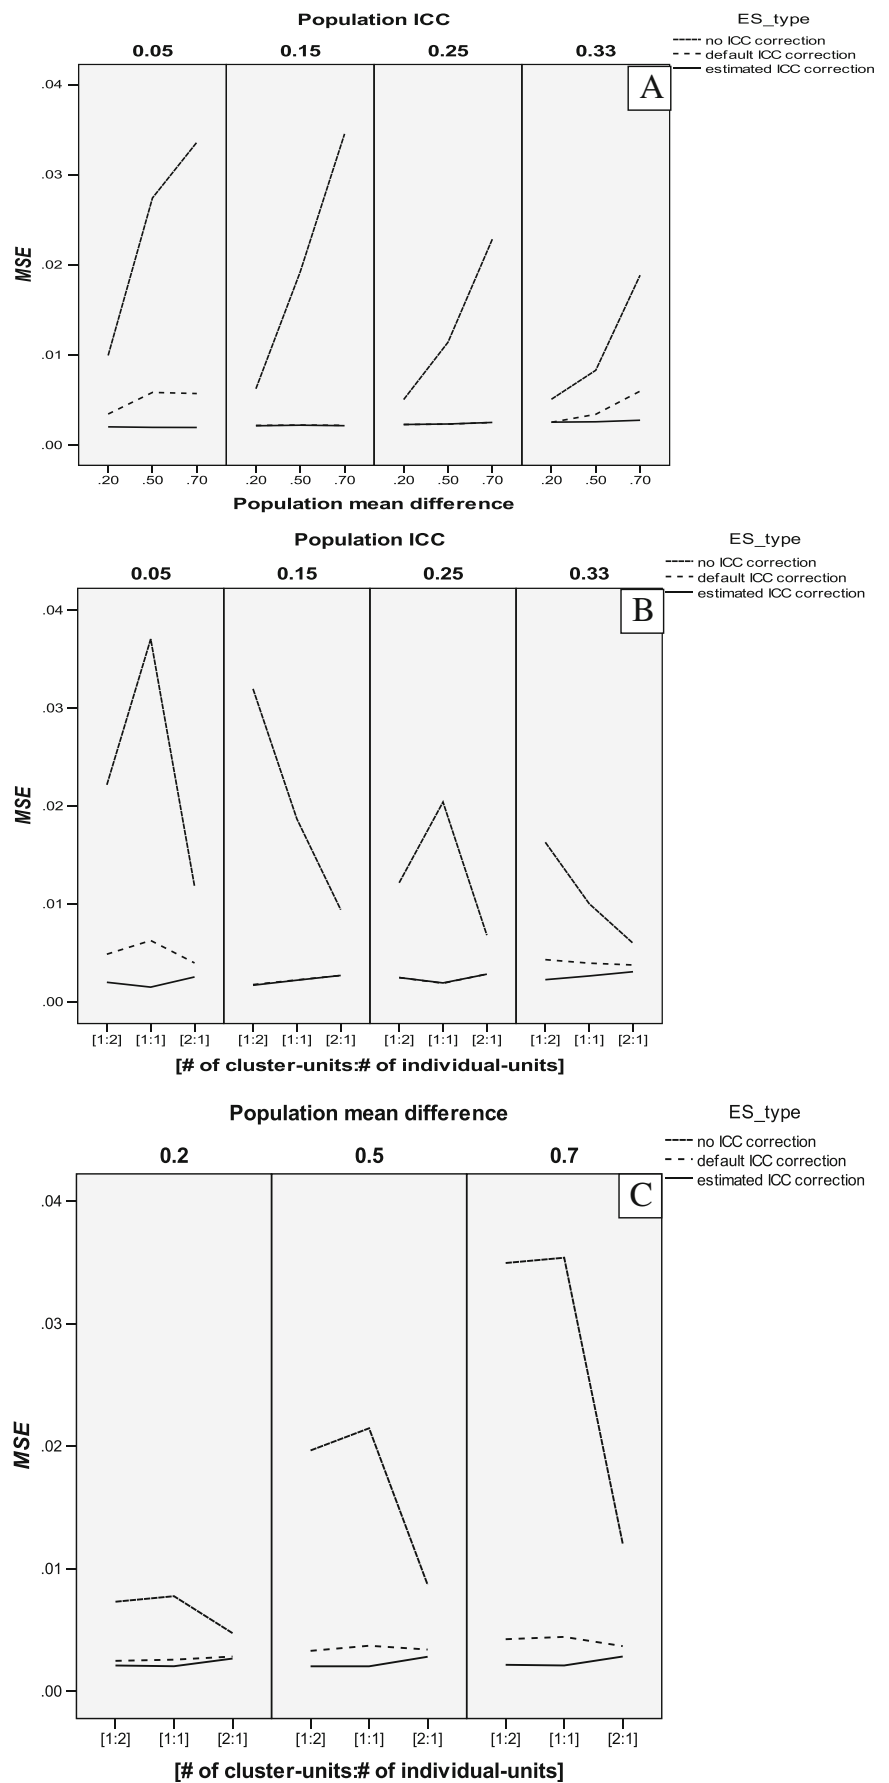 Population ICC
ES_type
0.05 0.15 0.25 0.33
no ICC correction
default ICC correction
estimated ICC correction
A
.04
.03
.02
.01
.00
MSE
.20 .50 .70 .20 .50 .70 .20 .50 .70 .20 .50 .70
Population mean difference
Population ICC
ES_type
0.05 0.15 0.25 0.33
no ICC correction
default ICC correction
estimated ICC correction
B
.04
.03
.02
.01
.00
MSE
[1:2] [1:1] [2:1] [1:2] [1:1] [2:1] [1:2] [1:1] [2:1] [1:2] [1:1] [2:1]
[# of cluster-units:# of individual-units]
Population mean difference
ES_type
0.2 0.5 0.7
no ICC correction
default ICC correction
estimated ICC correction
C
.04
.03
.02
.01
.00
MSE
[1:2] [1:1] [2:1] [1:2] [1:1] [2:1] [1:2] [1:1] [2:1]
[# of cluster-units:# of individual-units]